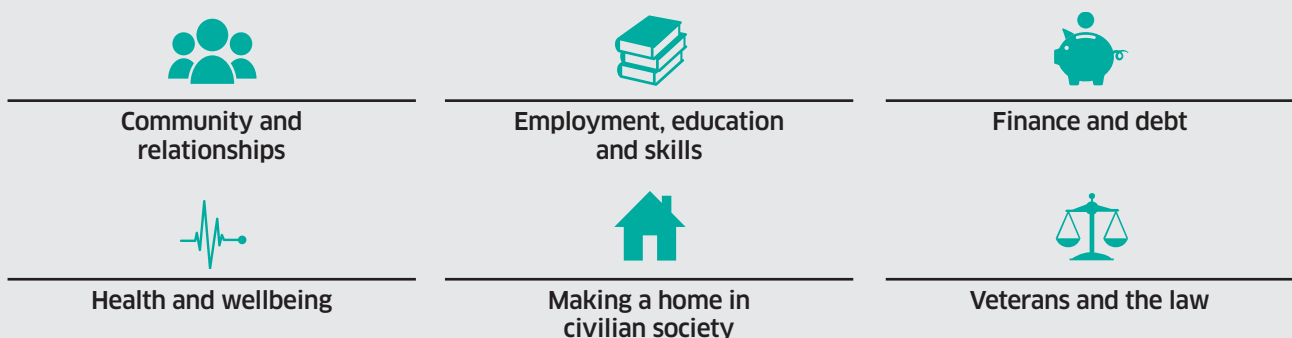 Community and
relationships
Employment, education
and skills
Finance and debt
Health and wellbeing
Making a home in
civilian society
Veterans and the law